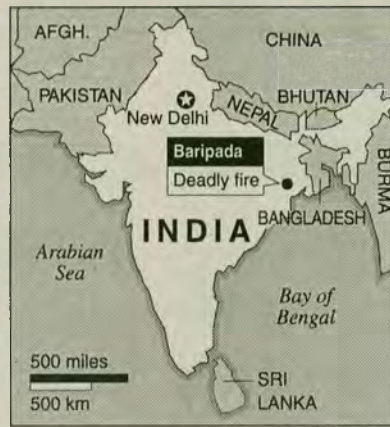 AFGH.
CHINA
PAKISTAN
New Delhi
NEPAL
BHUTAN
BURMA
Baripada
Deadly fire
BANGLADESH
INDIA
Arabian
Sea
Bay of
Bengal
500 miles
500 km
SRI
LANKA